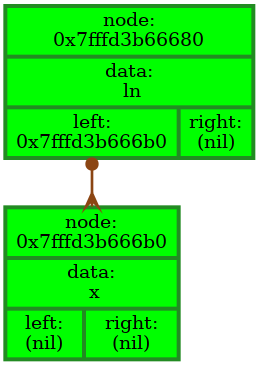 node:
0x7fffd3b66680
data:
ln
left:
0x7fffd3b666b0
right:
(nil)
node:
0x7fffd3b666b0
data:
x
left:
(nil)
right:
(nil)